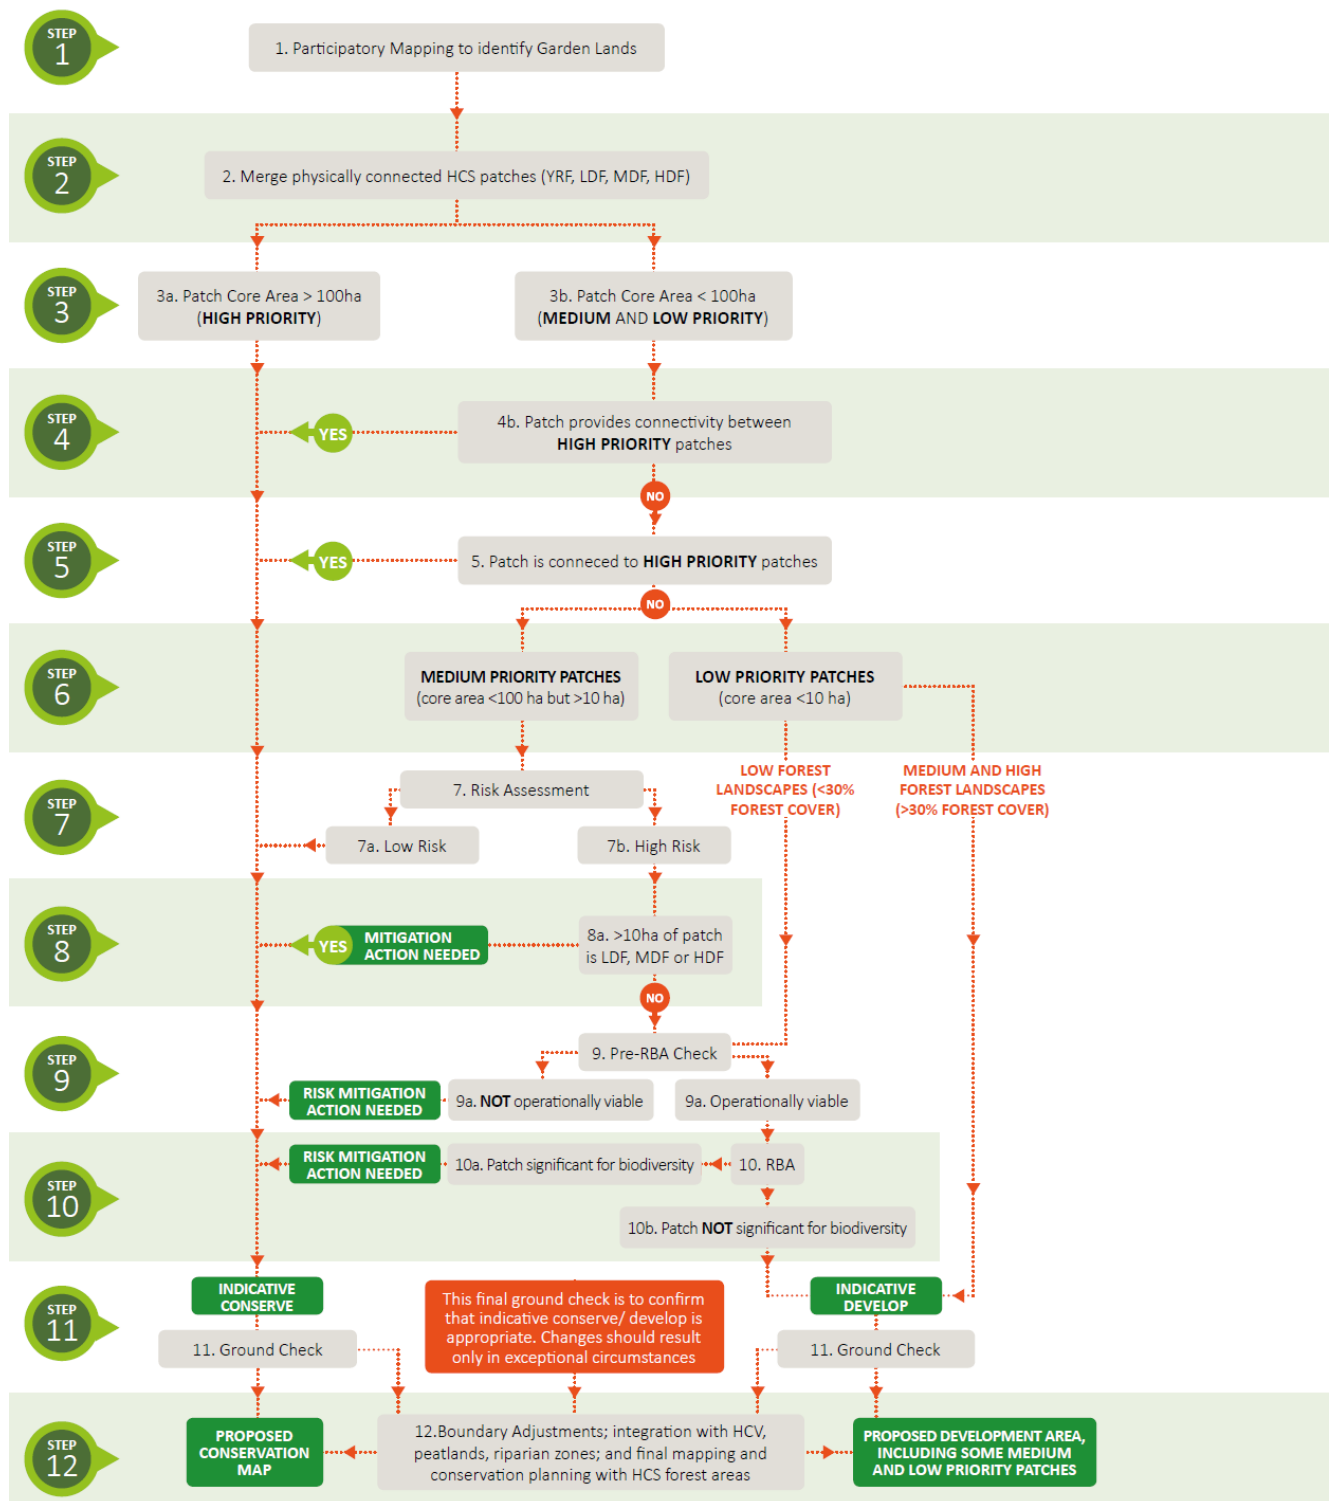 STEP
1
1. Participatory Mapping to identify Garden Lands
STEP
2
2. Merge physically connected HCS patches (YRF, LDF, MDF, HDF)
STEP
3
3a. Patch Core Area > 100ha
(HIGH PRIORITY)
3b. Patch Core Area < 100ha
(MEDIUM AND LOW PRIORITY)
STEP
4
YES
4b. Patch provides connectivity between
HIGH PRIORITY patches
NO
STEP
5
YES
5. Patch is conneced to HIGH PRIORITY patches
NO
STEP
6
MEDIUM PRIORITY PATCHES
(core area <100 ha but >10 ha)
LOW PRIORITY PATCHES
(core area <10 ha)
LOW FOREST
LANDSCAPES (<30%
FOREST COVER)
MEDIUM AND HIGH
FOREST LANDSCAPES
(>30% FOREST COVER)
STEP
7
7. Risk Assessment
7a. Low Risk
7b. High Risk
STEP
8
YES
MITIGATION
ACTION NEEDED
8a. >10ha of patch
is LDF, MDF or HDF
NO
STEP
9
9. Pre-RBA Check
RISK MITIGATION
ACTION NEEDED
9a. NOT operationally viable
9a. Operationally viable
STEP
10
RISK MITIGATION
ACTION NEEDED
10a. Patch significant for biodiversity
10. RBA
10b. Patch NOT significant for biodiversity
STEP
11
INDICATIVE
CONSERVE
This final ground check is to confirm
that indicative conserve/ develop is
appropriate. Changes should result
only in exceptional circumstances
INDICATIVE
DEVELOP
11. Ground Check
11. Ground Check
STEP
12
PROPOSED
CONSERVATION
MAP
12.Boundary Adjustments; integration with HCV,
peatlands, riparian zones; and final mapping and
conservation planning with HCS forest areas
PROPOSED DEVELOPMENT AREA,
INCLUDING SOME MEDIUM
AND LOW PRIORITY PATCHES